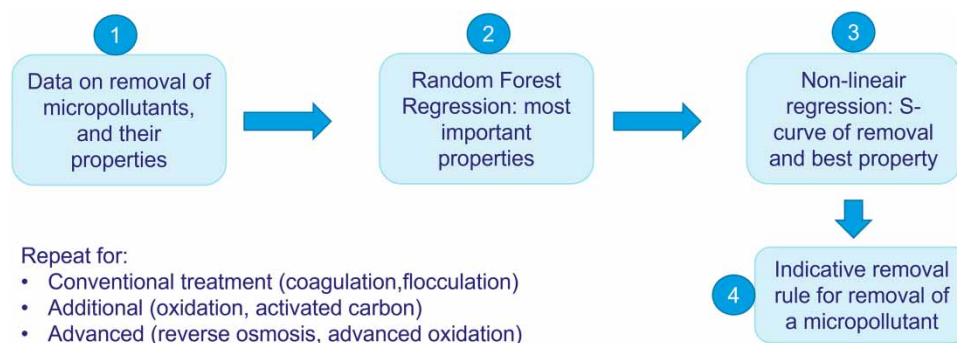 1
Data on removal of
micropollutants,
and their
properties
2
Random Forest
Regression: most
important
properties
3
Non-lineair
regression: S-
curve of removal
and best property
4
Indicative removal
rule for removal of
a micropollutant
Repeat for:
• Conventional treatment (coagulation,flocculation)
• Additional (oxidation, activated carbon)
• Advanced (reverse osmosis, advanced oxidation)